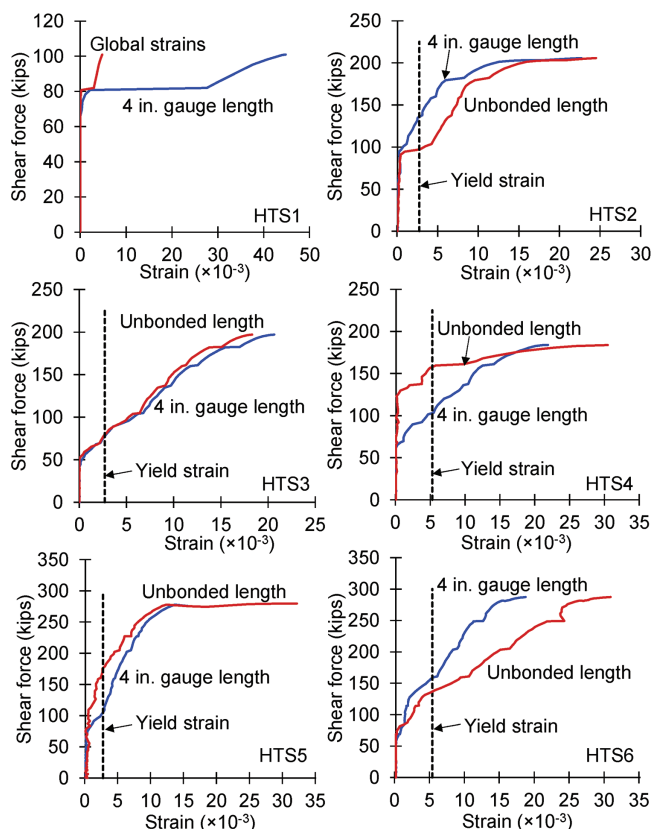 120
100
80
60
40
20
0
Shear force (kips)
Global strains
4 in. gauge length
HTS1
0 10 20 30 40 50
Strain (×10⁻³)
250
200
150
100
50
0
Shear force (kips)
4 in. gauge length
Unbonded length
Yield strain
HTS2
0 5 10 15 20 25 30
Strain (×10⁻³)
250
200
150
100
50
0
Shear force (kips)
Unbonded length
4 in. gauge length
Yield strain
HTS3
0 5 10 15 20 25
Strain (×10⁻³)
250
200
150
100
50
0
Shear force (kips)
Unbonded length
4 in. gauge length
Yield strain
HTS4
0 5 10 15 20 25 30 35
Strain (×10⁻³)
350
300
250
200
150
100
50
0
Shear force (kips)
Unbonded length
4 in. gauge length
Yield strain
HTS5
0 5 10 15 20 25 30 35
Strain (×10⁻³)
350
300
250
200
150
100
50
0
Shear force (kips)
4 in. gauge length
Unbonded length
Yield strain
HTS6
0 5 10 15 20 25 30 35
Strain (×10⁻³)